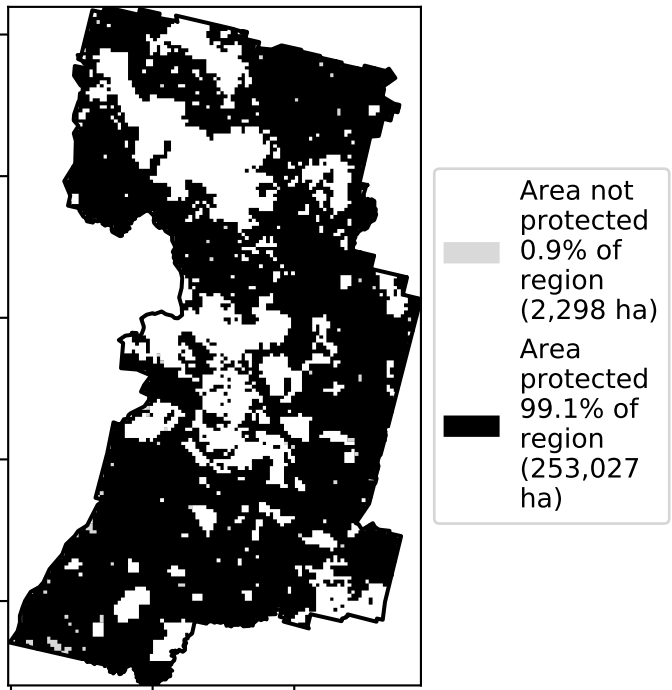 Area not
protected
0.9% of
region
(2,298 ha)
Area
protected
99.1% of
region
(253,027
ha)